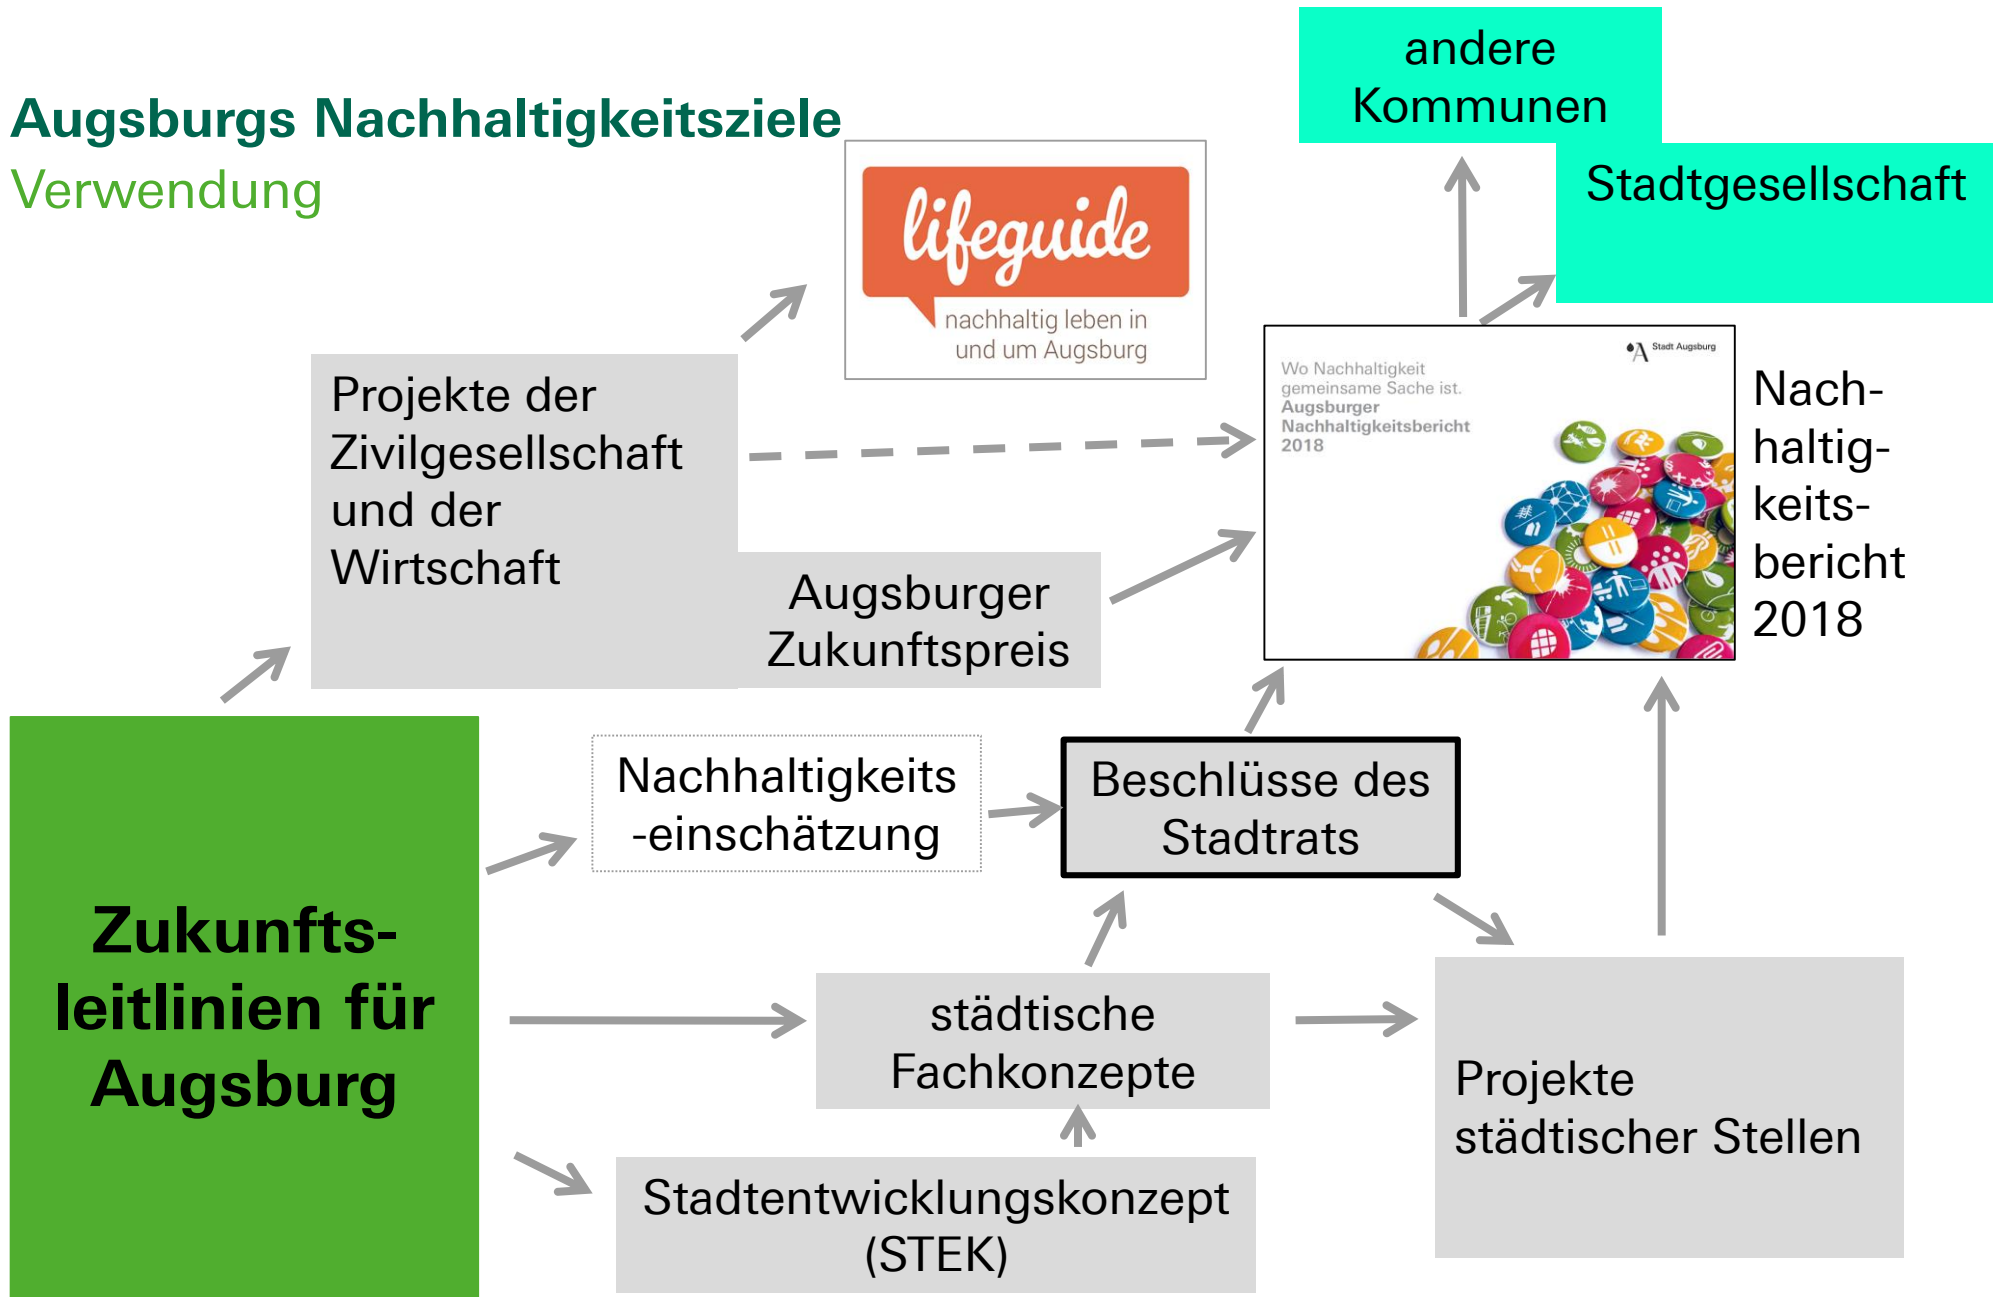 Augsburgs Nachhaltigkeitsziele
Verwendung
andere
Kommunen
Stadtgesellschaft
lifeguide
nachhaltig leben in
und um Augsburg
Stadt Augsburg
Wo Nachhaltigkeit
gemeinsame Sache ist.
Augsburger
Nachhaltigkeitsbericht
2018
Nach-
haltig-
keits-
bericht
2018
Projekte der
Zivilgesellschaft
und der
Wirtschaft
Augsburger
Zukunftspreis
Nachhaltigkeits
-einschätzung
Beschlüsse des
Stadtrats
Zukunfts-
leitlinien für
Augsburg
städtische
Fachkonzepte
Projekte
städtischer Stellen
Stadtentwicklungskonzept
(STEK)